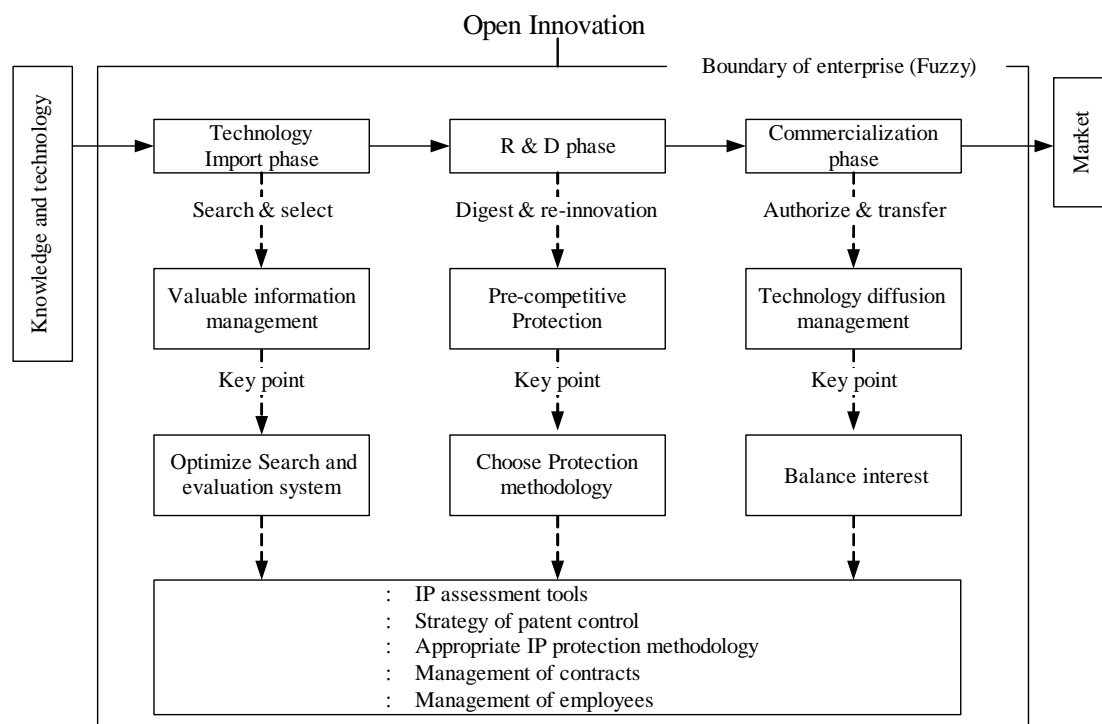 Open Innovation
Boundary of enterprise (Fuzzy)
Knowledge and technology
Technology
Import phase
R & D phase
Commercialization
phase
Market
Search & select
Digest & re-innovation
Authorize & transfer
Valuable information
management
Pre-competitive
Protection
Technology diffusion
management
Key point
Key point
Key point
Optimize Search and
evaluation system
Choose Protection
methodology
Balance interest
: IP assessment tools
: Strategy of patent control
: Appropriate IP protection methodology
: Management of contracts
: Management of employees